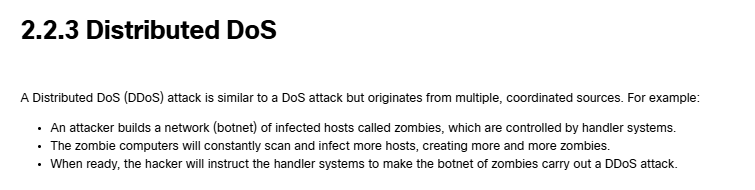 2.2.3 Distributed DoS
A Distributed DoS (DDoS) attack is similar to a DoS attack but originates from multiple, coordinated sources. For example:
• An attacker builds a network (botnet) of infected hosts called zombies, which are controlled by handler systems.
• The zombie computers will constantly scan and infect more hosts, creating more and more zombies.
• When ready, the hacker will instruct the handler systems to make the botnet of zombies carry out a DDoS attack.